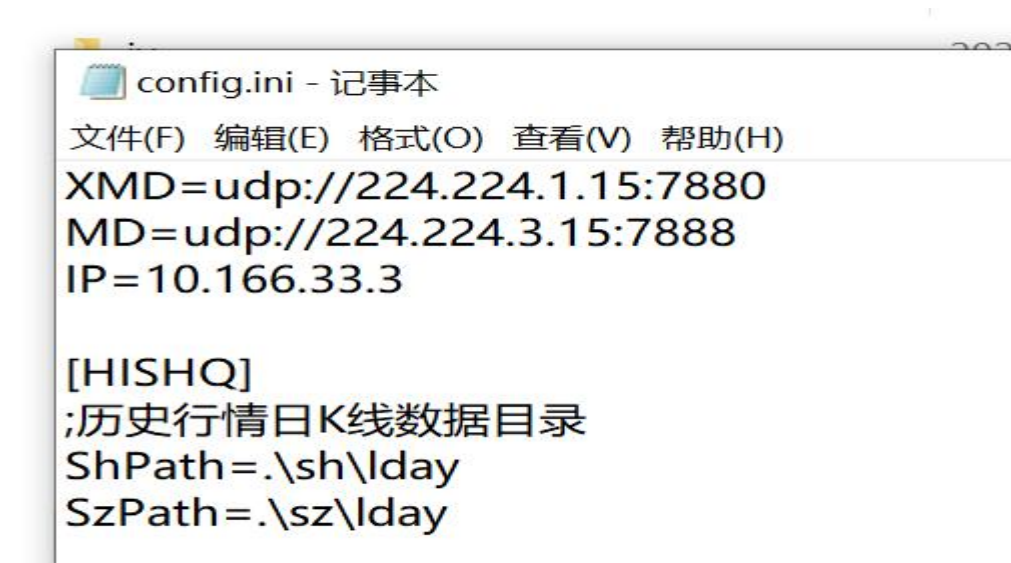 config.ini - 记事本
文件(F) 编辑(E) 格式(O) 查看(V) 帮助(H)
XMD=udp://224.224.1.15:7880
MD=udp://224.224.3.15:7888
IP=10.166.33.3
[HISHQ]
;历史行情日K线数据目录
ShPath=.\sh\lday
SzPath=.\sz\lday